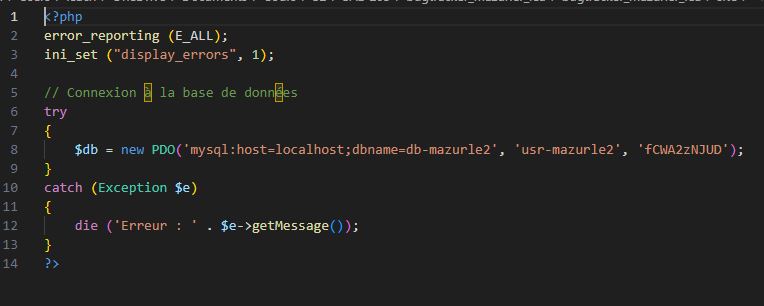 1 <?php
2 error_reporting (E_ALL);
3 ini_set ("display_errors", 1);
4
5 // Connexion à la base de données
6 try
7 {
8 $db = new PDO('mysql:host=localhost;dbname=db-mazurle2', 'usr-mazurle2', 'fCWA2zNJUD');
9 }
10 catch (Exception $e)
11 {
12 die ('Erreur : ' . $e->getMessage());
13 }
14 ?>